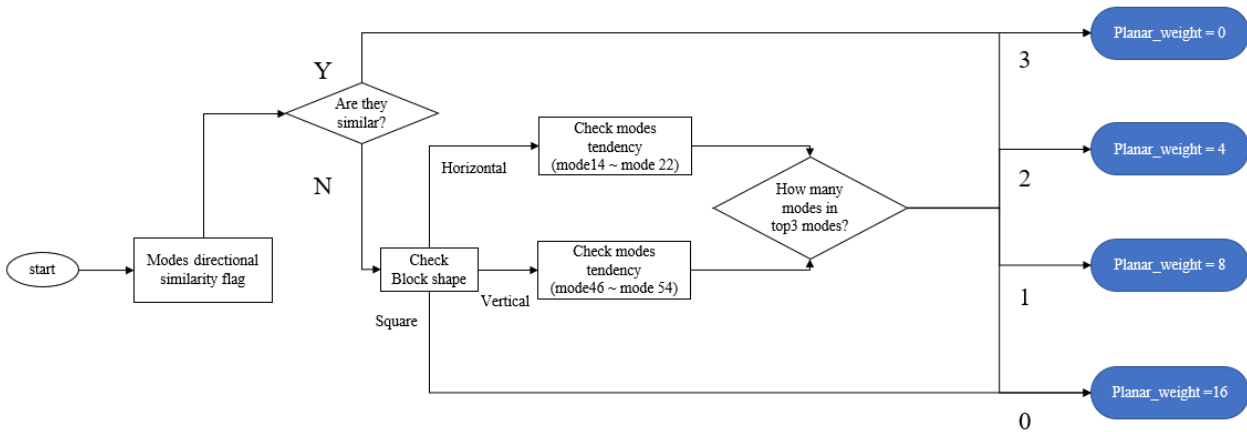 start
Modes directional
similarity flag
Are they
similar?
Y
N
Check
Block shape
Horizontal
Vertical
Square
Check modes
tendency
(mode14 ~ mode 22)
Check modes
tendency
(mode46 ~ mode 54)
How many
modes in
top3 modes?
3
Planar_weight = 0
2
Planar_weight = 4
1
Planar_weight = 8
0
Planar_weight =16